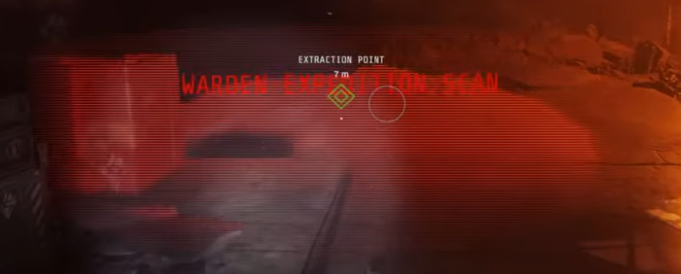 EXTRACTION POINT
7 m
WARDEN EXPEDITION SCAN